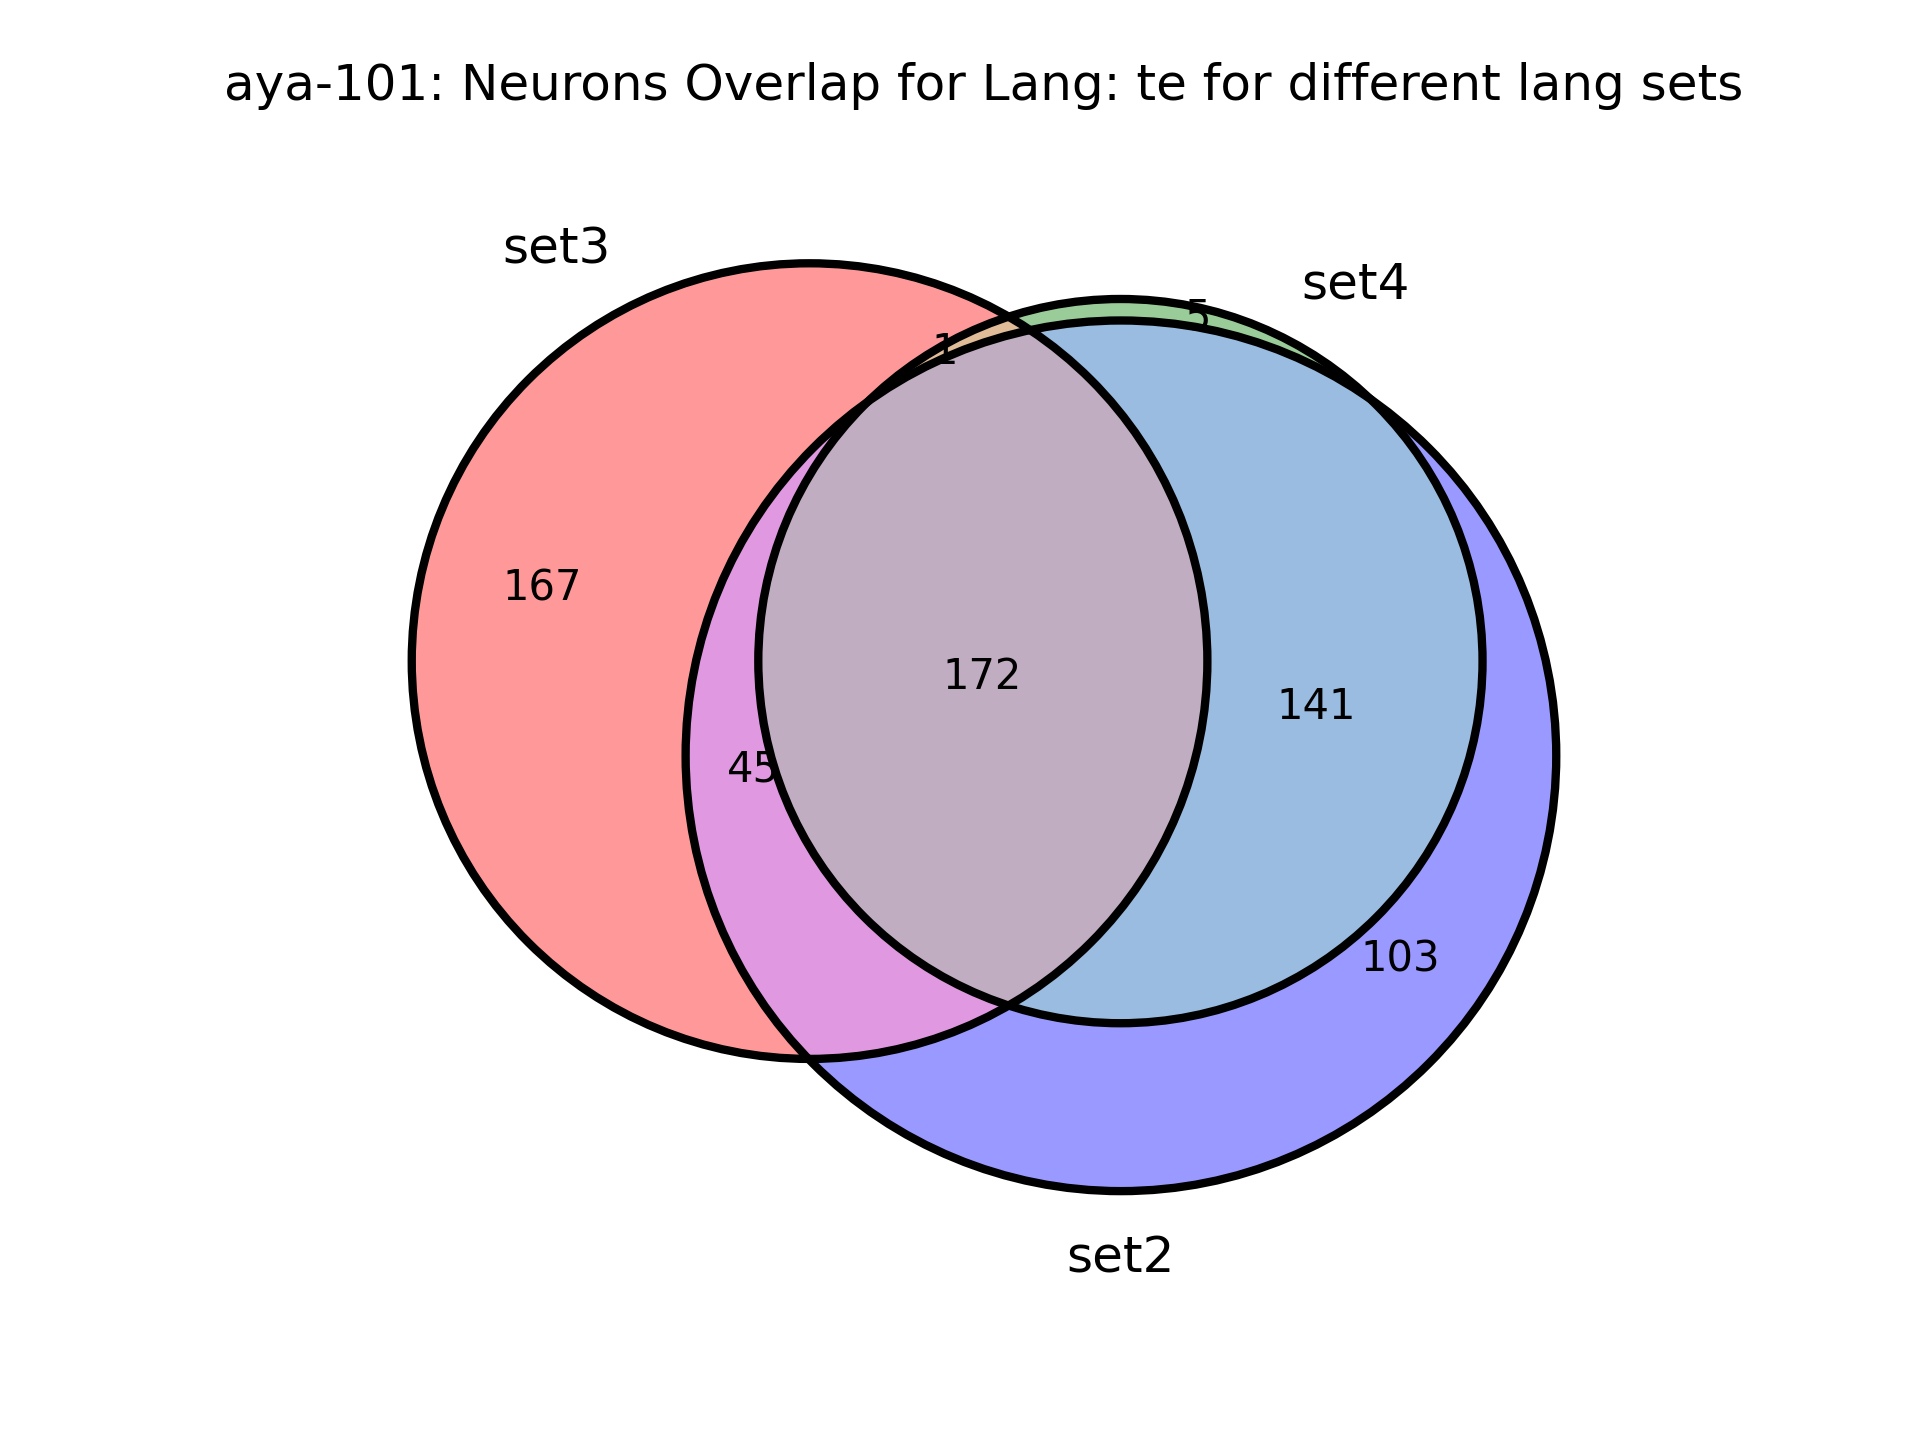 aya-101: Neurons Overlap for Lang: te for different lang sets
set3
set4
5
1
167
172
141
45
103
set2